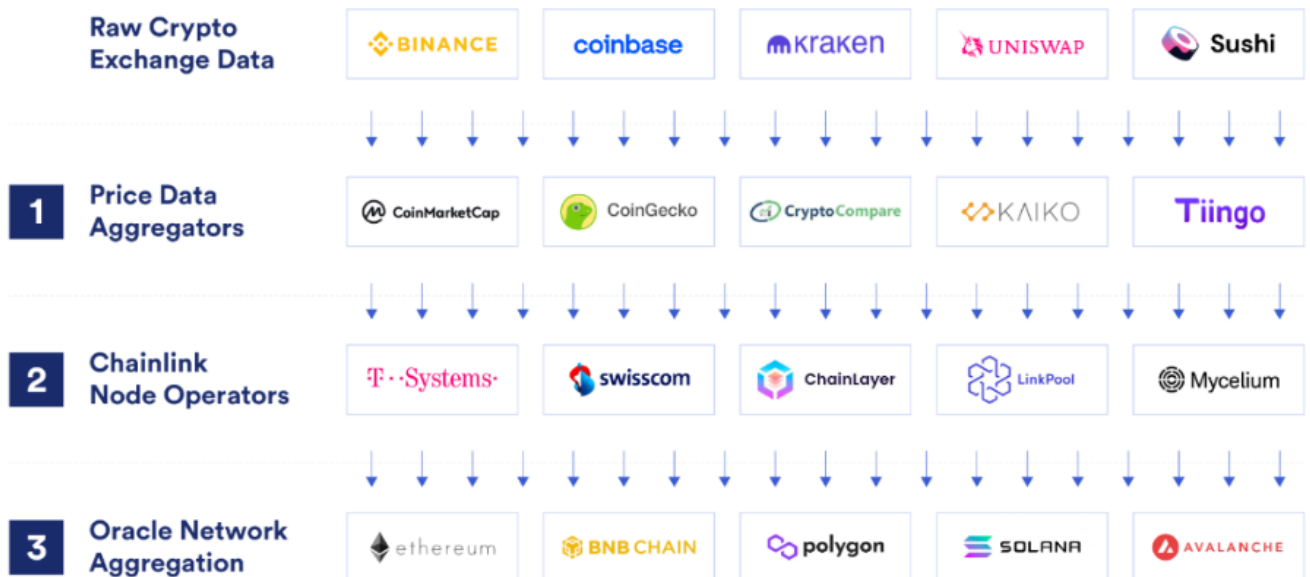 Raw Crypto
Exchange Data
BINANCE
coinbase
kraken
UNISWAP
Sushi
1
Price Data
Aggregators
CoinMarketCap
CoinGecko
CryptoCompare
KAIKO
Tiingo
2
Chainlink
Node Operators
T··Systems·
swisscom
ChainLayer
LinkPool
Mycelium
3
Oracle Network
Aggregation
ethereum
BNB CHAIN
polygon
SOLANA
AVALANCHE